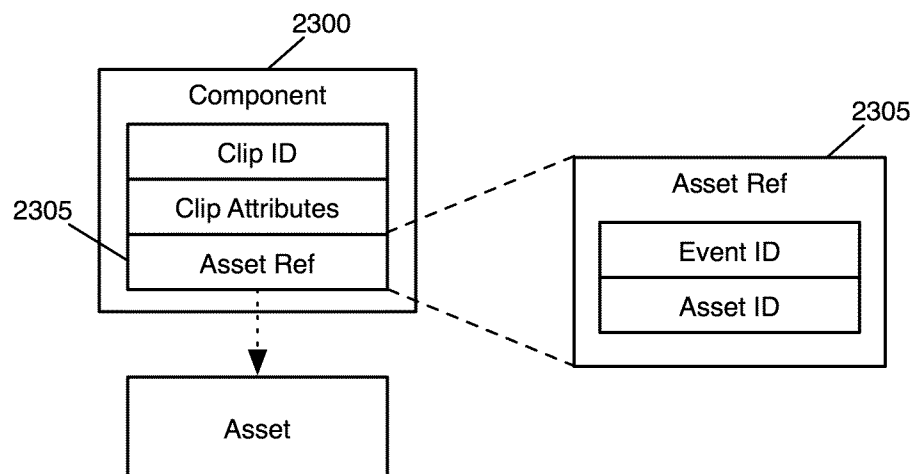 2300
Component
Clip ID
Clip Attributes
2305
Asset Ref
Asset
2305
Asset Ref
Event ID
Asset ID